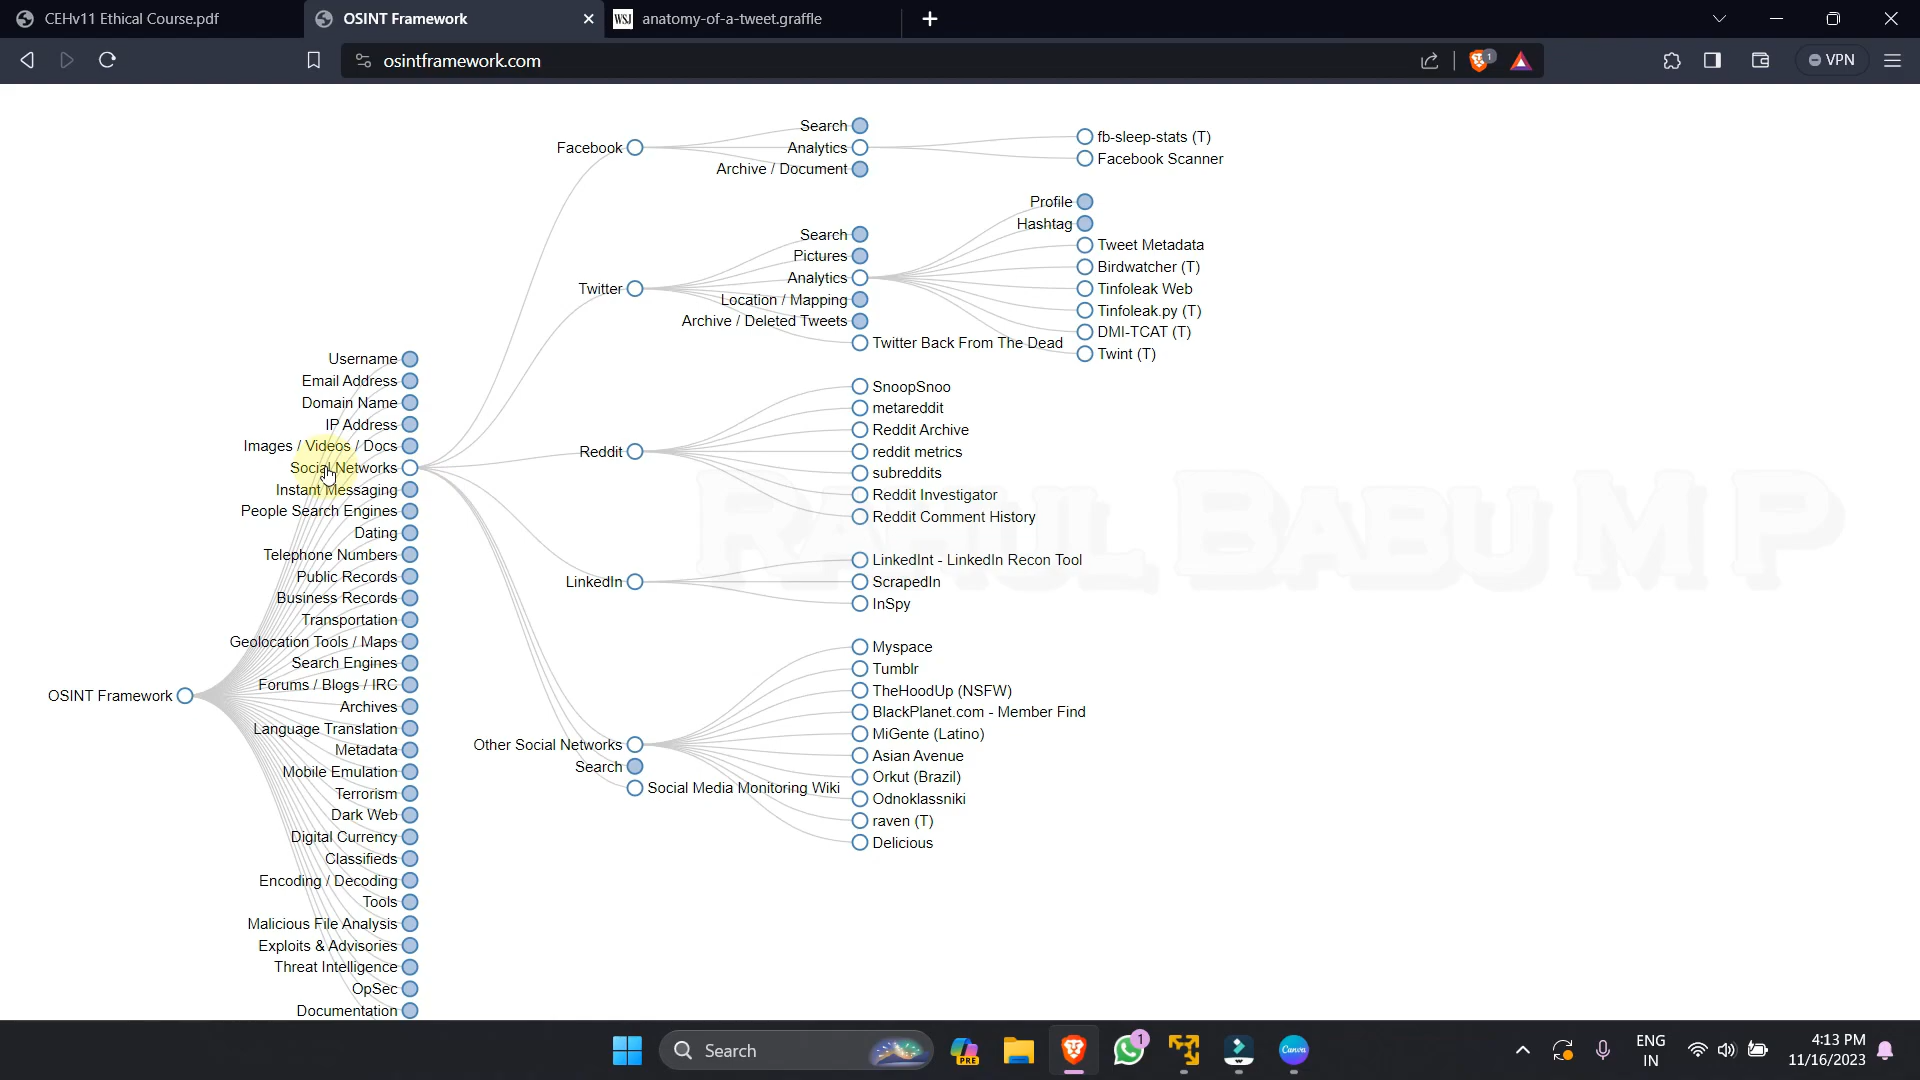 CEHv11 Ethical Course.pdf
OSINT Framework
WSJ anatomy-of-a-tweet.graffle
osintframework.com
1
VPN
Facebook
Search
Analytics
Archive / Document
fb-sleep-stats (T)
Facebook Scanner
Twitter
Search
Pictures
Analytics
Location / Mapping
Archive / Deleted Tweets
Twitter Back From The Dead
Profile
Hashtag
Tweet Metadata
Birdwatcher (T)
Tinfoleak Web
Tinfoleak.py (T)
DMI-TCAT (T)
Twint (T)
Reddit
SnoopSnoo
metareddit
Reddit Archive
reddit metrics
subreddits
Reddit Investigator
Reddit Comment History
LinkedIn
LinkedInt - LinkedIn Recon Tool
ScrapedIn
InSpy
Other Social Networks
Search
Social Media Monitoring Wiki
Myspace
Tumblr
TheHoodUp (NSFW)
BlackPlanet.com - Member Find
MiGente (Latino)
Asian Avenue
Orkut (Brazil)
Odnoklassniki
raven (T)
Delicious
Username
Email Address
Domain Name
IP Address
Images / Videos / Docs
Social Networks
Instant Messaging
People Search Engines
Dating
Telephone Numbers
Public Records
Business Records
Transportation
Geolocation Tools / Maps
Search Engines
Forums / Blogs / IRC
Archives
Language Translation
Metadata
Mobile Emulation
Terrorism
Dark Web
Digital Currency
Classifieds
Encoding / Decoding
Tools
Malicious File Analysis
Exploits & Advisories
Threat Intelligence
OpSec
Documentation
OSINT Framework
RAHUL BABU M P
Search
PRE
1
Canva
ENG
IN
4:13 PM
11/16/2023